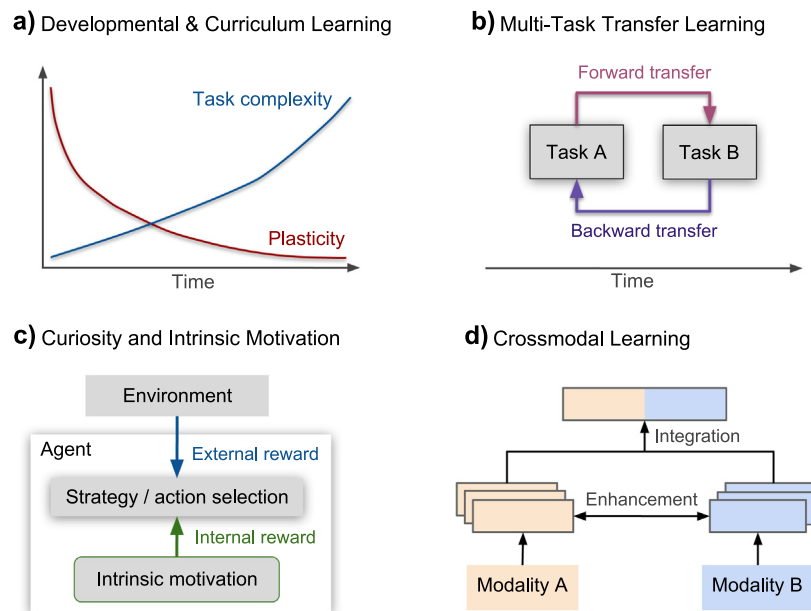 a) Developmental & Curriculum Learning
Task complexity
Plasticity
Time
b) Multi-Task Transfer Learning
Forward transfer
Task A
Task B
Backward transfer
Time
c) Curiosity and Intrinsic Motivation
Environment
Agent
External reward
Strategy / action selection
Internal reward
Intrinsic motivation
d) Crossmodal Learning
Integration
Enhancement
Modality A
Modality B